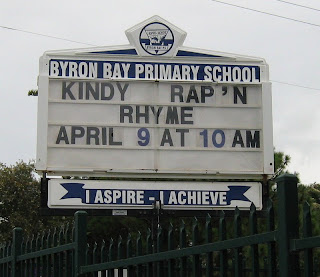 BYRON BAY PRIMARY SCHOOL
KINDY RAP'N
RHYME
APRIL 9 AT 10 AM
I ASPIRE - I ACHIEVE